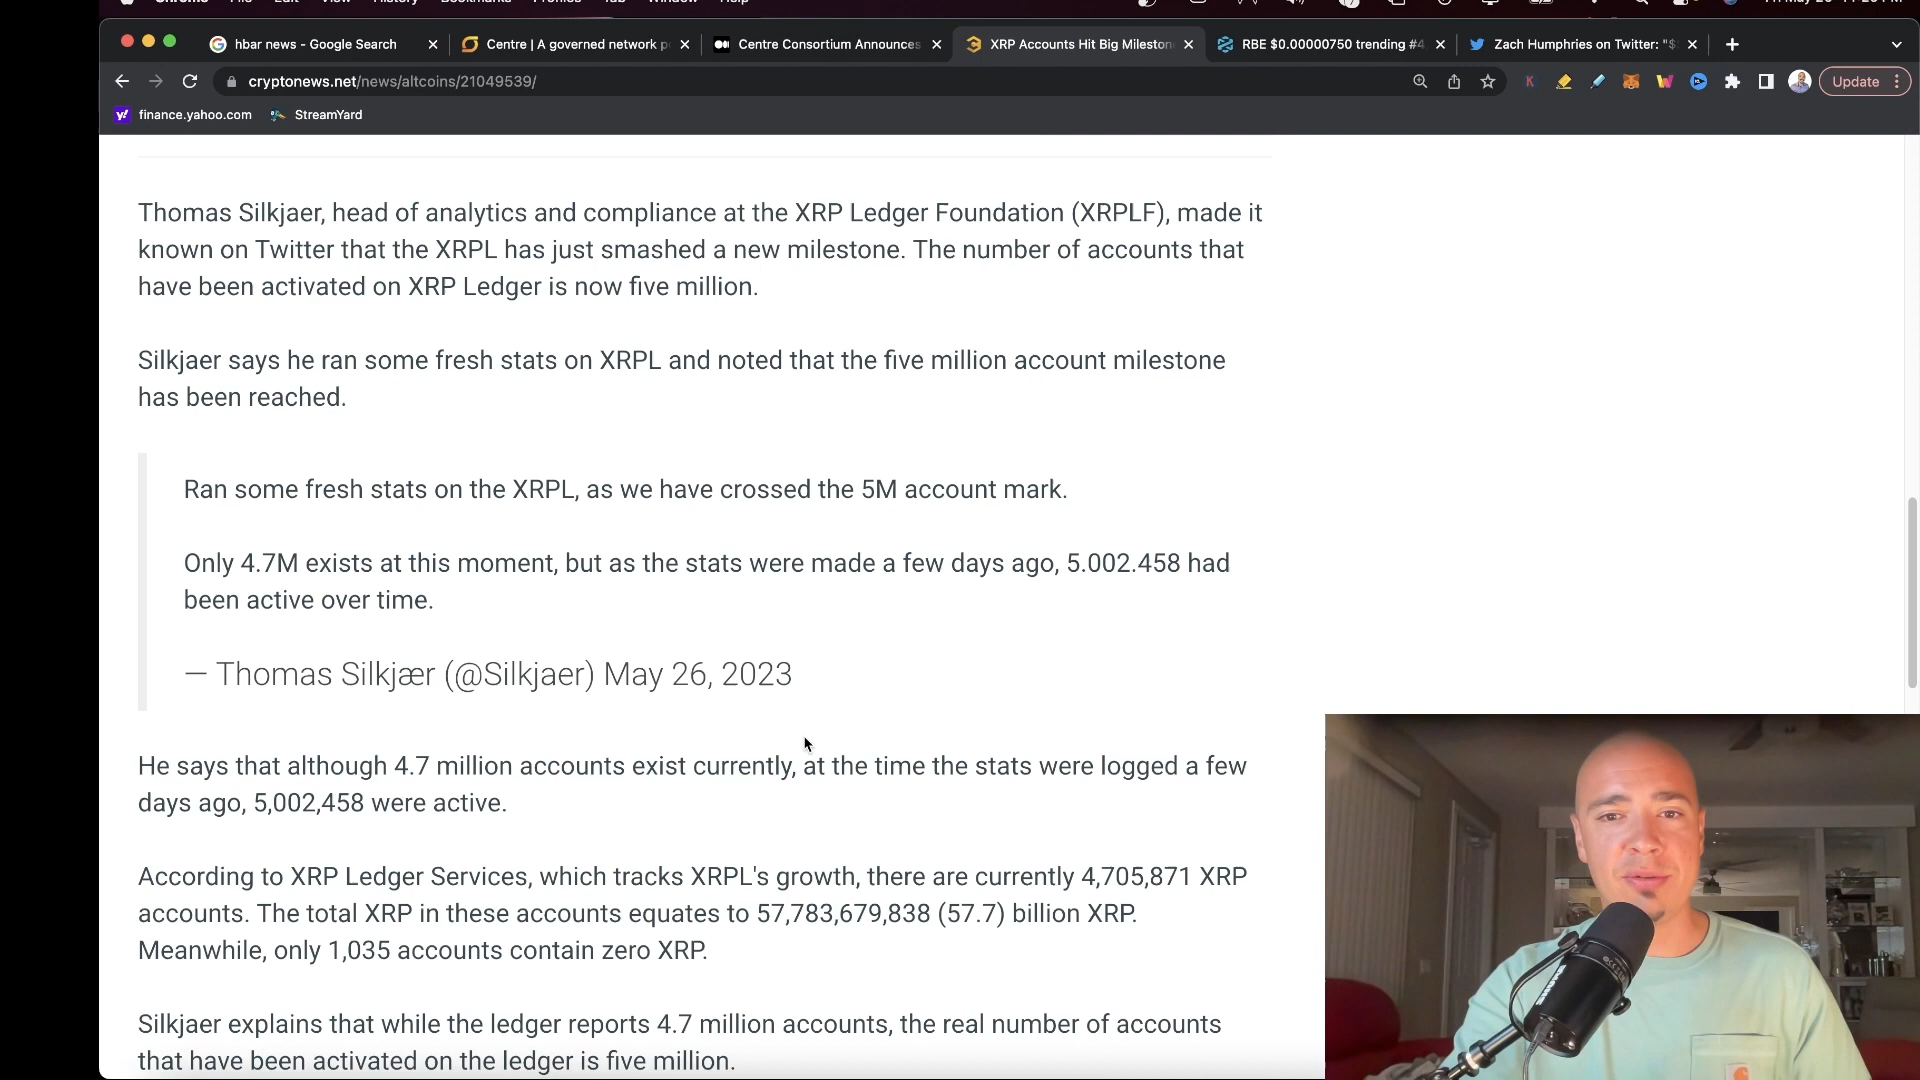 hbar news - Google Search
Centre | A governed network p
Centre Consortium Announces
XRP Accounts Hit Big Mileston
RBE $0.00000750 trending #4
Zach Humphries on Twitter: "$
cryptonews.net/news/altcoins/21049539/
Update
finance.yahoo.com
StreamYard
Thomas Silkjaer, head of analytics and compliance at the XRP Ledger Foundation (XRPLF), made it
known on Twitter that the XRPL has just smashed a new milestone. The number of accounts that
have been activated on XRP Ledger is now five million.
Silkjaer says he ran some fresh stats on XRPL and noted that the five million account milestone
has been reached.
Ran some fresh stats on the XRPL, as we have crossed the 5M account mark.
Only 4.7M exists at this moment, but as the stats were made a few days ago, 5.002.458 had
been active over time.
— Thomas Silkjær (@Silkjaer) May 26, 2023
He says that although 4.7 million accounts exist currently, at the time the stats were logged a few
days ago, 5,002,458 were active.
According to XRP Ledger Services, which tracks XRPL's growth, there are currently 4,705,871 XRP
accounts. The total XRP in these accounts equates to 57,783,679,838 (57.7) billion XRP.
Meanwhile, only 1,035 accounts contain zero XRP.
Silkjaer explains that while the ledger reports 4.7 million accounts, the real number of accounts
that have been activated on the ledger is five million.